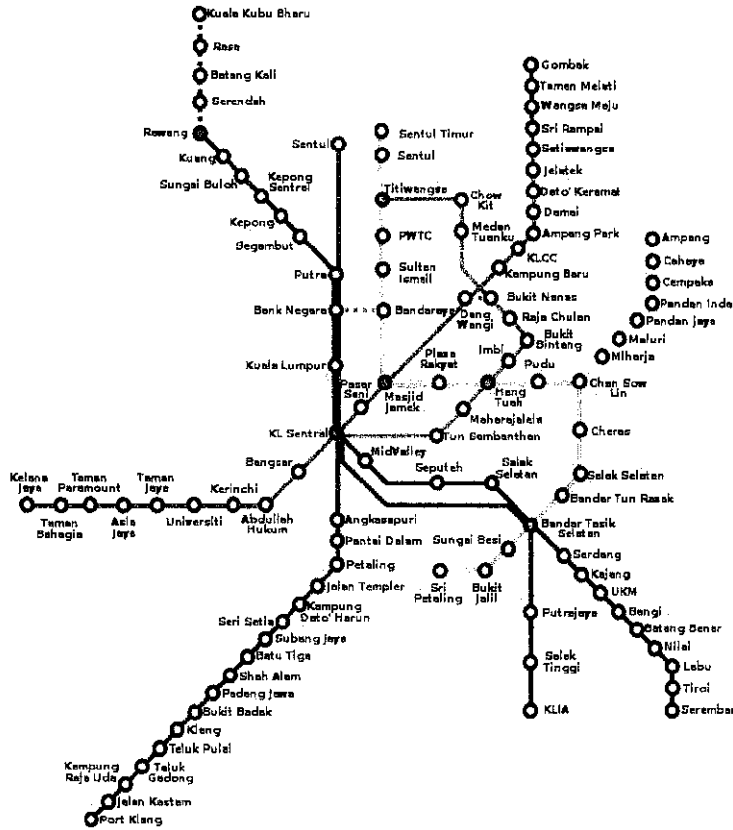 Kuala Kubu Bharu
Rasa
Batang Kali
Serendah
Rawang
Kuang
Sungai Buloh
Kepong
Sentral
Kepong
Segambut
Putra
Bank Negara
Kuala Lumpur
KL Sentral
Sentul
Sentul Timur
Sentul
Titiwangsa
PWTC
Sultan
Ismail
Bandaraya
Chow
Kit
Medan
Tuanku
Gombak
Taman Melati
Wangsa Maju
Sri Rampai
Setiawangsa
Jelatek
Dato' Keramat
Damai
Ampang Park
KLCC
Kampung Baru
Dang
Wangi
Bukit Nanas
Raja Chulan
Bukit
Bintang
Imbi
Ampang
Cahaya
Cempaka
Pandan Inda
Pandan Jaya
Maluri
Miharja
Pasar
Seni
Masjid
Jamek
Plaza
Rakyat
Hang
Tuah
Pudu
Chan Sow
Lin
Maharajalela
Tun Sambanthan
Cheras
Bangsar
MidValley
Seputeh
Salak
Selatan
Salak Selatan
Bandar Tun Razak
Kelana
Jaya
Taman
Paramount
Taman
Jaya
Kerinchi
Taman
Bahagia
Asia
Jaya
Universiti
Abdullah
Hukum
Angkasapuri
Pantai Dalam
Petaling
Jalan Templer
Kampung
Dato' Harun
Seri Setia
Subang Jaya
Batu Tiga
Shah Alam
Padang Jawa
Bukit Badak
Klang
Teluk Pulai
Teluk
Gadong
Kampung
Raja Uda
Jalan Kastam
Port Klang
Sungai Besi
Sri
Petaling
Bukit
Jalil
Bandar Tasik
Selatan
Serdang
Kajang
UKM
Bangi
Batang Benar
Nilai
Labu
Tiroi
Seremban
Putrajaya
Salak
Tinggi
KLIA